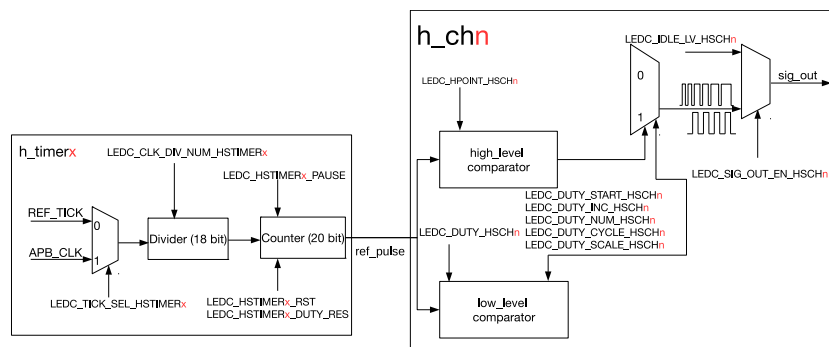 h_chn
LEDC_IDLE_LV_HSCHn
sig_out
LEDC_HPOINT_HSCHn
0
1
h_timerx
LEDC_CLK_DIV_NUM_HSTIMERx
high_level
comparator
LEDC_HSTIMERx_PAUSE
LEDC_SIG_OUT_EN_HSCHn
LEDC_DUTY_START_HSCHn
LEDC_DUTY_INC_HSCHn
LEDC_DUTY_NUM_HSCHn
LEDC_DUTY_CYCLE_HSCHn
LEDC_DUTY_SCALE_HSCHn
REF_TICK
0
Divider (18 bit)
Counter (20 bit)
LEDC_DUTY_HSCHn
ref_pulse
APB_CLK
1
LEDC_TICK_SEL_HSTIMERx
LEDC_HSTIMERx_RST
LEDC_HSTIMERx_DUTY_RES
low_level
comparator